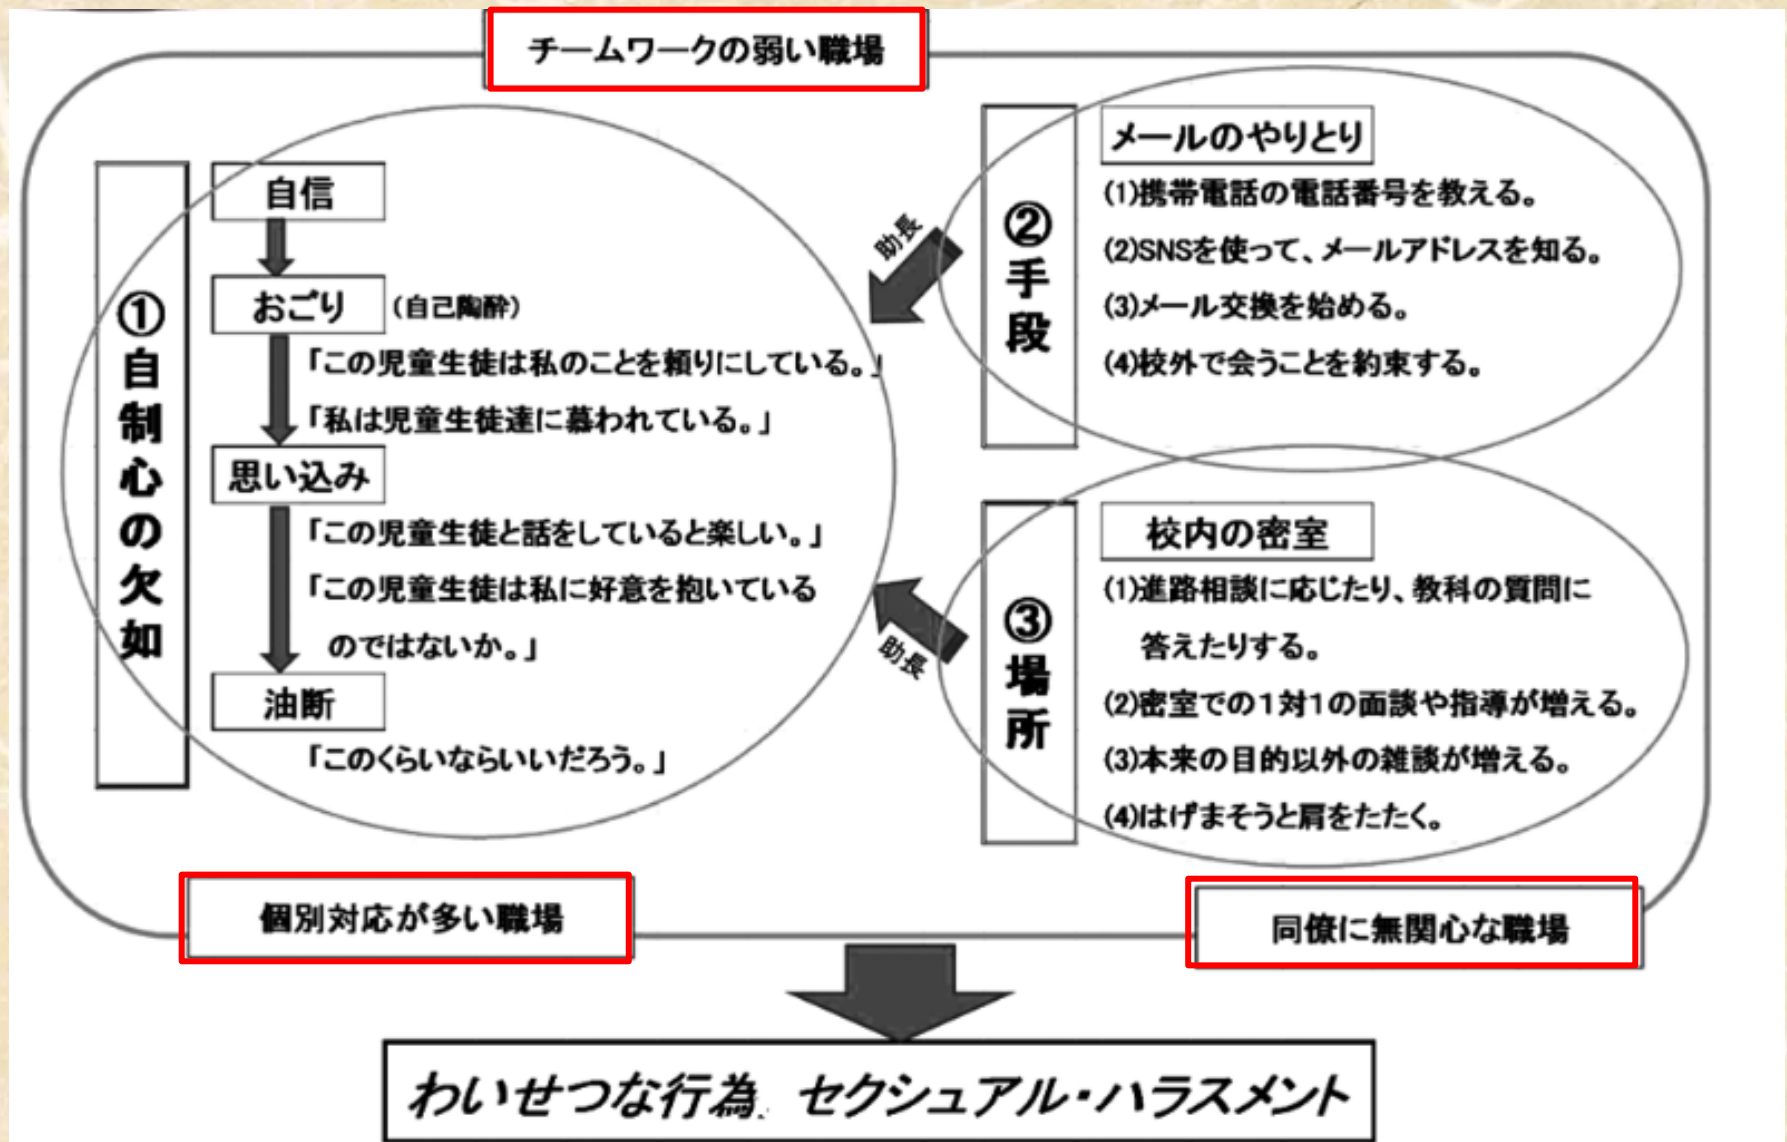 チームワークの弱い職場
①自制心の欠如
自信
おごり (自己陶酔)
「この児童生徒は私のことを頼りにしている。」
「私は児童生徒達に慕われている。」
思い込み
「この児童生徒と話をしていると楽しい。」
「この児童生徒は私に好意を抱いている
のではないか。」
油断
「このくらいならいいだろう。」
助長
②手段
メールのやりとり
(1)携帯電話の電話番号を教える。
(2)SNSを使って、メールアドレスを知る。
(3)メール交換を始める。
(4)校外で会うことを約束する。
助長
③場所
校内の密室
(1)進路相談に応じたり、教科の質問に
答えたりする。
(2)密室での1対1の面談や指導が増える。
(3)本来の目的以外の雑談が増える。
(4)はげまそうと肩をたたく。
個別対応が多い職場
同僚に無関心な職場
わいせつな行為、セクシュアル・ハラスメント